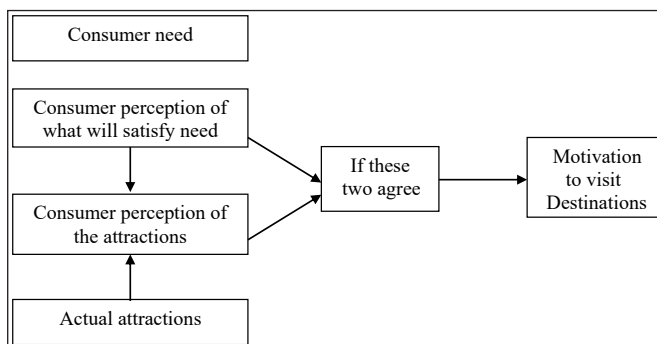 Consumer need
Consumer perception of
what will satisfy need
Consumer perception of
the attractions
Actual attractions
If these
two agree
Motivation
to visit
Destinations